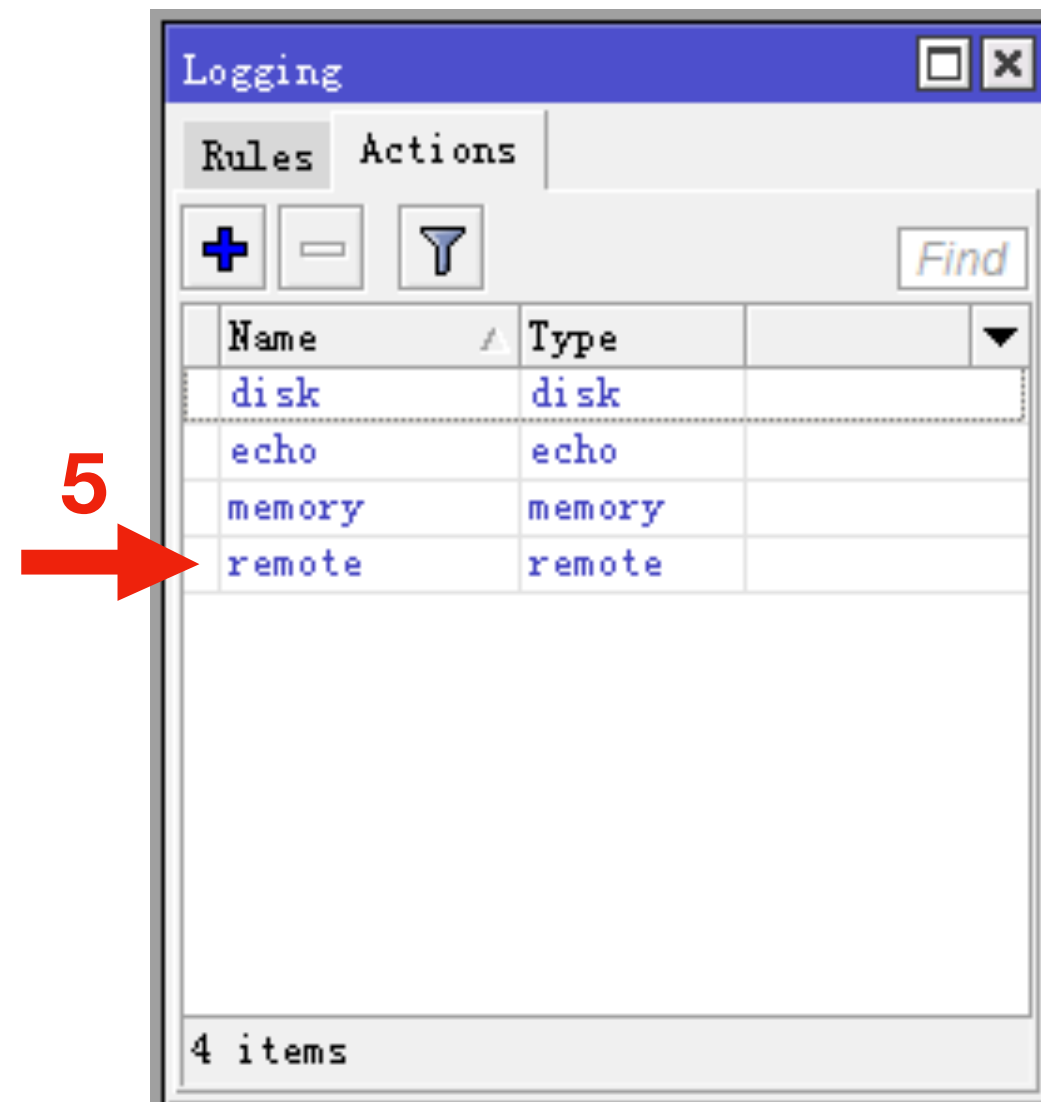 Logging
Rules Actions
Find
Name Type
disk disk
echo echo
5
memory memory
remote remote
4 items